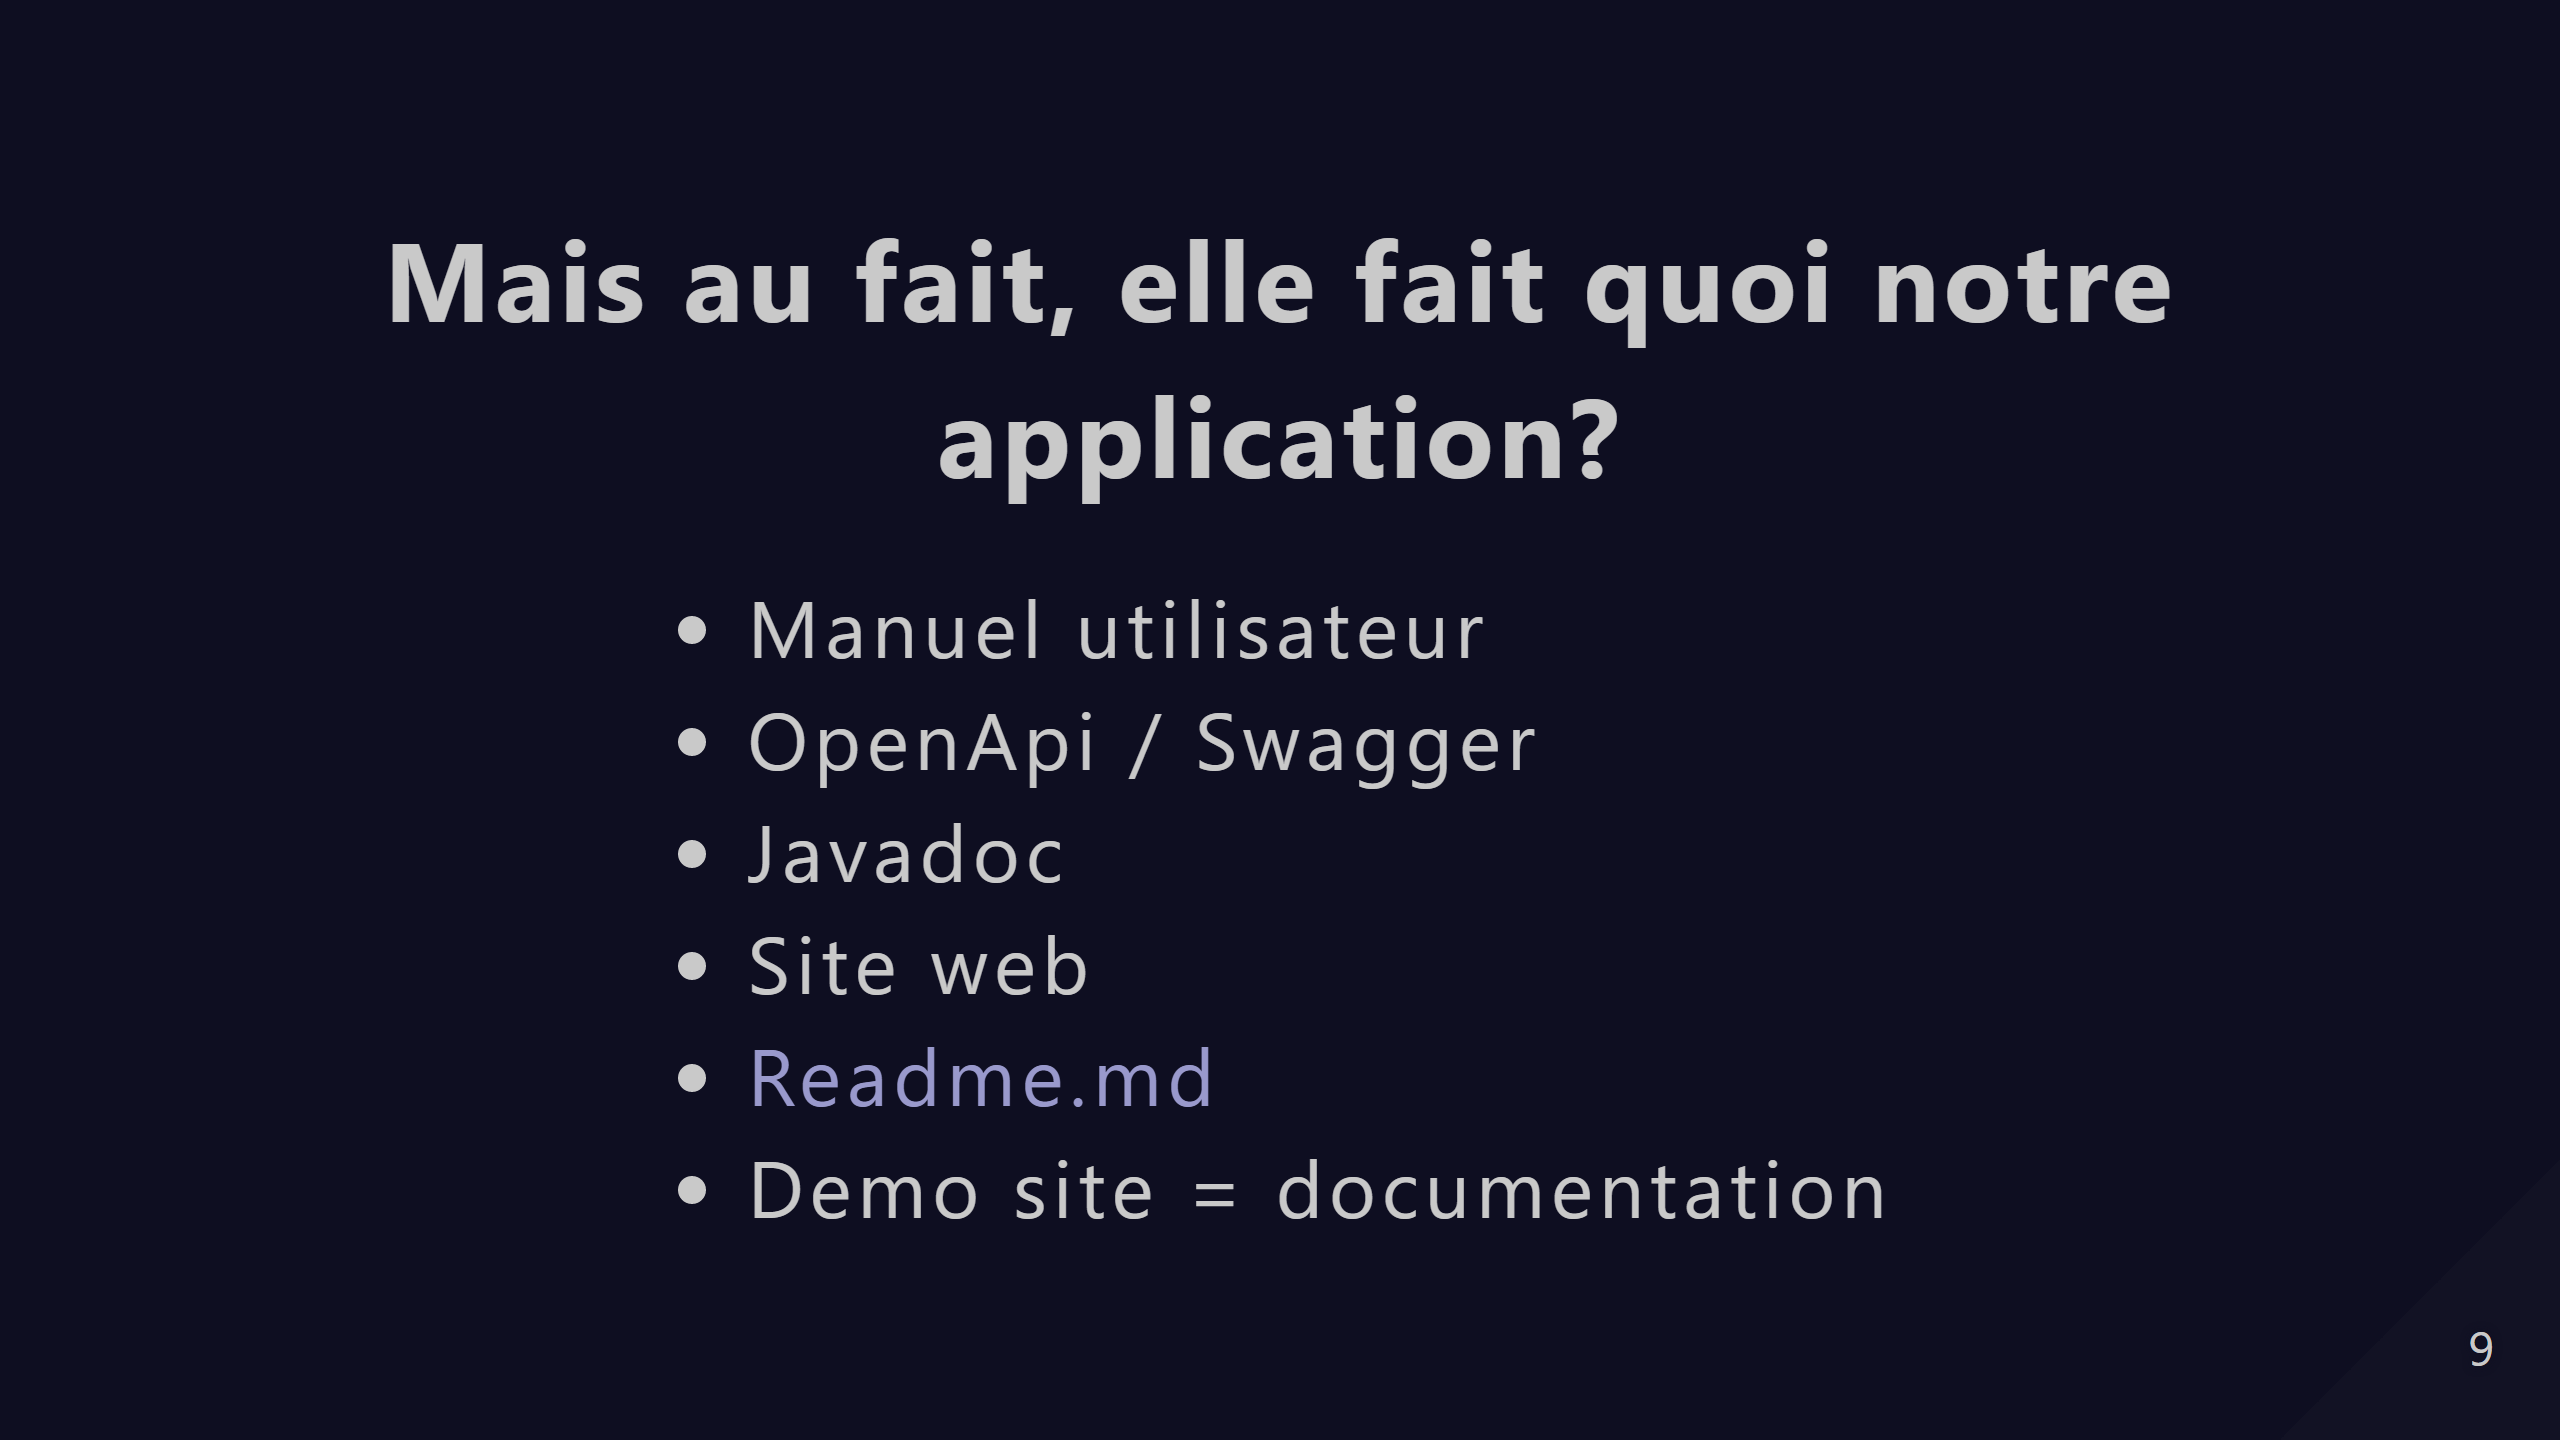 Mais au fait, elle fait quoi notre
application?
• Manuel utilisateur
• OpenApi / Swagger
• Javadoc
• Site web
• Readme.md
• Demo site = documentation
9